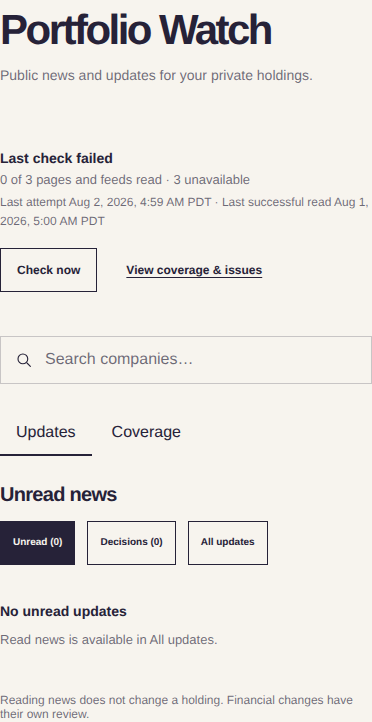 Portfolio Watch
Public news and updates for your private holdings.
Last check failed
0 of 3 pages and feeds read · 3 unavailable
Last attempt Aug 2, 2026, 4:59 AM PDT · Last successful read Aug 1,
2026, 5:00 AM PDT
Check now
View coverage & issues
Search companies…
Updates
Coverage
Unread news
Unread (0)
Decisions (0)
All updates
No unread updates
Read news is available in All updates.
Reading news does not change a holding. Financial changes have
their own review.